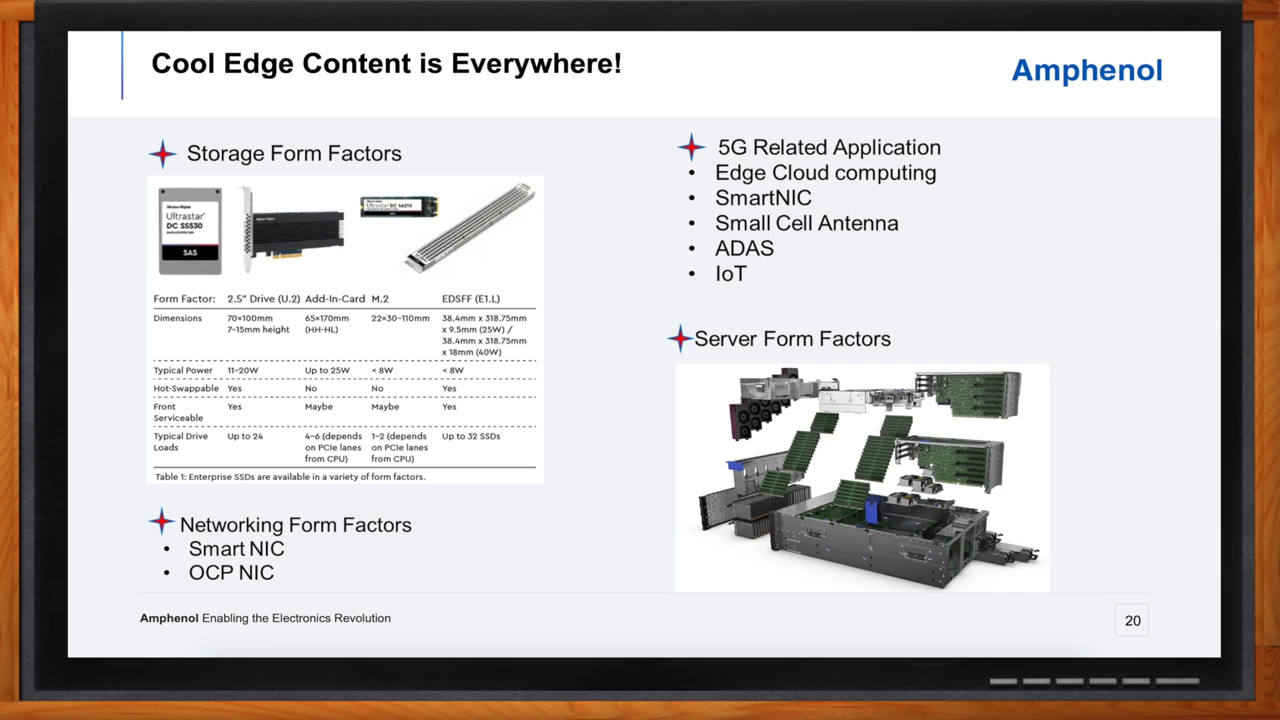 Cool Edge Content is Everywhere!
Amphenol
Storage Form Factors
Ultrastar
DC SS530
SAS
Ultrastar DC SA210
Form Factor: 2.5" Drive (U.2) Add-In-Card M.2 EDSFF (E1.L)
Dimensions 70×100mm 65×170mm 22×30–110mm 38.4mm x 318.75mm
7–15mm height (HH-HL) x 9.5mm (25W) /
38.4mm x 318.75mm
x 18mm (40W)
Typical Power 11–20W Up to 25W < 8W < 8W
Hot-Swappable Yes No No Yes
Front Yes Maybe Maybe Yes
Serviceable
Typical Drive Up to 24 4–6 (depends 1–2 (depends Up to 32 SSDs
Loads on PCIe lanes on PCIe lanes
from CPU) from CPU)
Table 1: Enterprise SSDs are available in a variety of form factors.
Networking Form Factors
• Smart NIC
• OCP NIC
5G Related Application
• Edge Cloud computing
• SmartNIC
• Small Cell Antenna
• ADAS
• IoT
Server Form Factors
Amphenol Enabling the Electronics Revolution
20